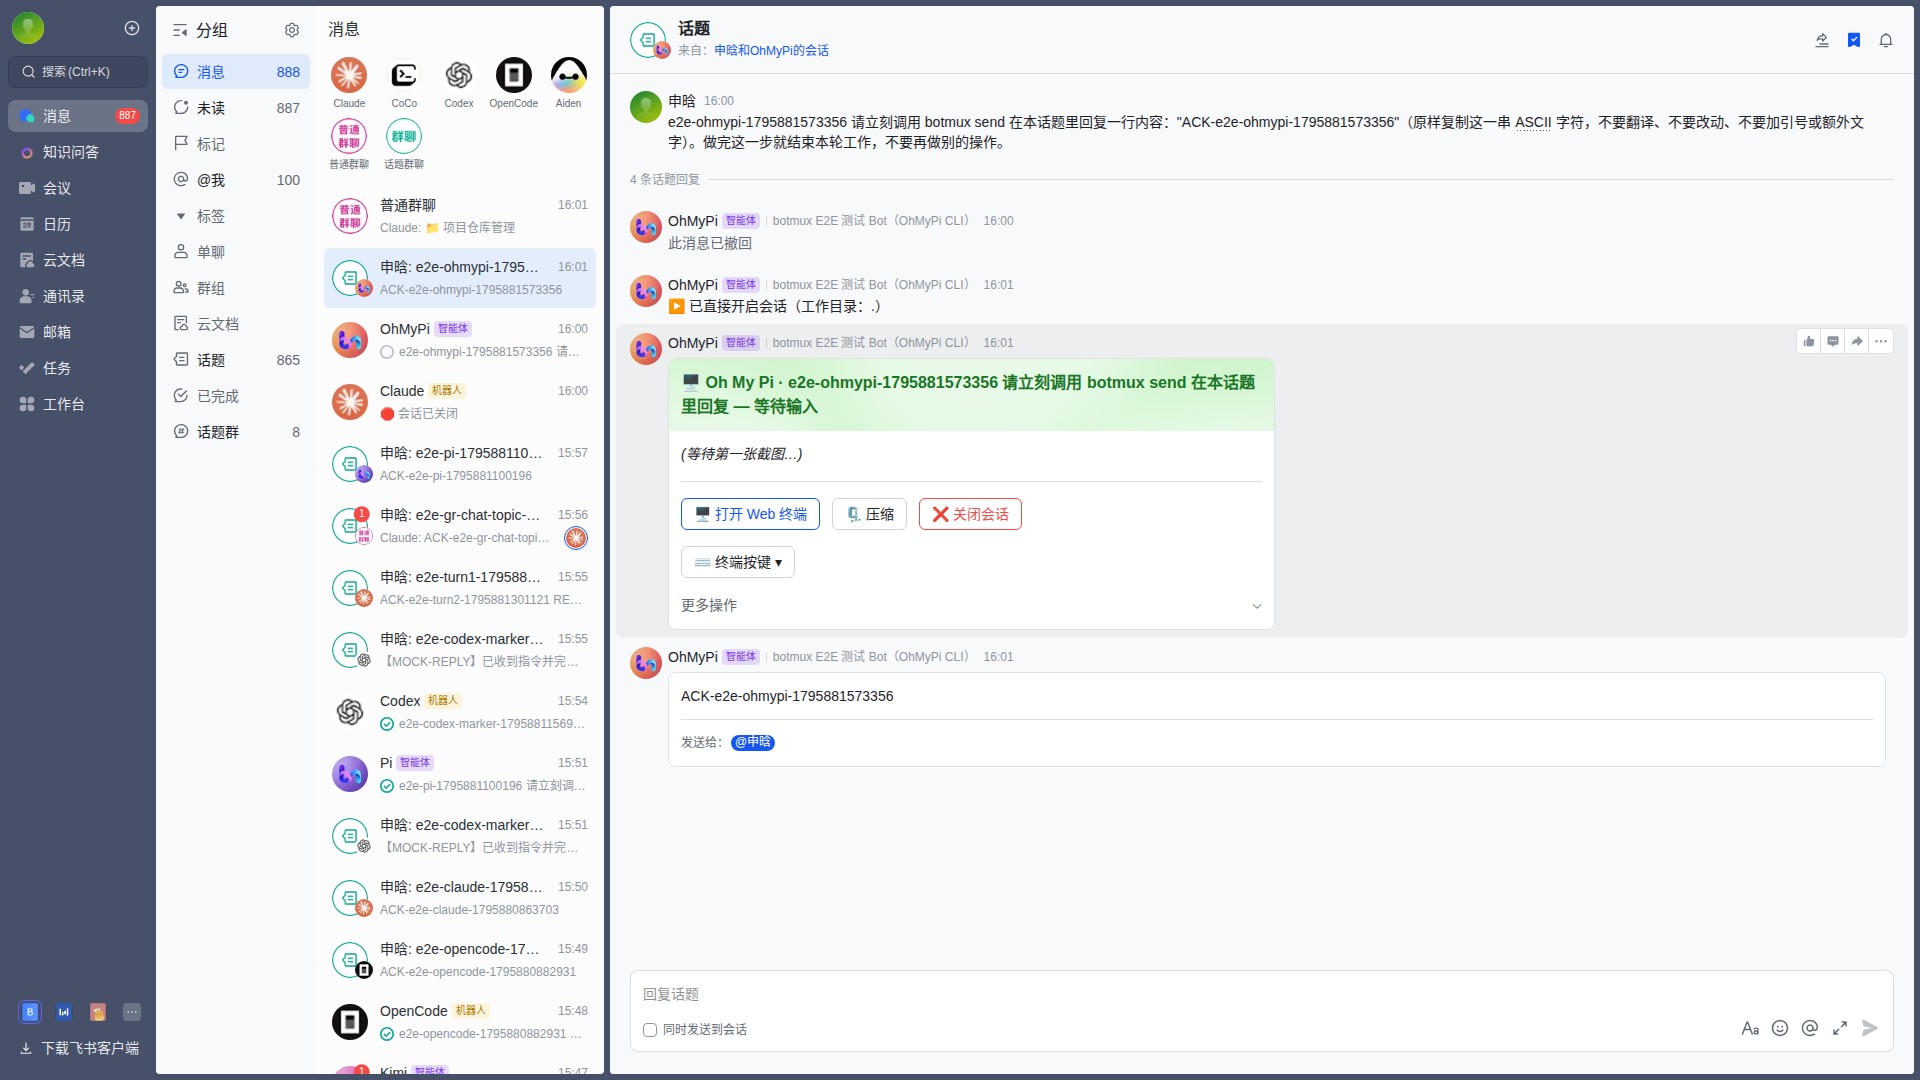 搜索 (Ctrl+K)
消息 887
知识问答
会议
日历
云文档
通讯录
邮箱
任务
工作台
下载飞书客户端
分组
消息 888
未读 887
标记
@我 100
标签
单聊
群组
云文档
话题 865
已完成
话题群 8
消息
Claude
CoCo
Codex
OpenCode
Aiden
普通
群聊
普通群聊
群聊
话题群聊
普通
群聊
普通群聊 16:01
Claude: 📁 项目仓库管理
申晗: e2e-ohmypi-1795... 16:01
ACK-e2e-ohmypi-1795881573356
OhMyPi 智能体 16:00
e2e-ohmypi-1795881573356 请...
Claude 机器人 16:00
会话已关闭
申晗: e2e-pi-179588110... 15:57
ACK-e2e-pi-1795881100196
1
申晗: e2e-gr-chat-topic-... 15:56
Claude: ACK-e2e-gr-chat-topi...
申晗: e2e-turn1-179588... 15:55
ACK-e2e-turn2-1795881301121 RE...
申晗: e2e-codex-marker... 15:55
【MOCK-REPLY】已收到指令并完...
Codex 机器人 15:54
e2e-codex-marker-17958811569...
Pi 智能体 15:51
e2e-pi-1795881100196 请立刻调...
申晗: e2e-codex-marker... 15:51
【MOCK-REPLY】已收到指令并完...
申晗: e2e-claude-17958... 15:50
ACK-e2e-claude-1795880863703
申晗: e2e-opencode-17... 15:49
ACK-e2e-opencode-1795880882931
OpenCode 机器人 15:48
e2e-opencode-1795880882931 ...
1
Kimi 智能体 15:47
话题
来自：申晗和OhMyPi的会话
申晗 16:00
e2e-ohmypi-1795881573356 请立刻调用 botmux send 在本话题里回复一行内容："ACK-e2e-ohmypi-1795881573356"（原样复制这一串 ASCII 字符，不要翻译、不要改动、不要加引号或额外文
字）。做完这一步就结束本轮工作，不要再做别的操作。
4 条话题回复
OhMyPi 智能体 botmux E2E 测试 Bot（OhMyPi CLI） 16:00
此消息已撤回
OhMyPi 智能体 botmux E2E 测试 Bot（OhMyPi CLI） 16:01
▶️ 已直接开启会话（工作目录：.）
OhMyPi 智能体 botmux E2E 测试 Bot（OhMyPi CLI） 16:01
🖥️ Oh My Pi · e2e-ohmypi-1795881573356 请立刻调用 botmux send 在本话题
里回复 — 等待输入
(等待第一张截图…)
🖥️ 打开 Web 终端
🗜️ 压缩
❌ 关闭会话
⌨️ 终端按键 ▾
更多操作
OhMyPi 智能体 botmux E2E 测试 Bot（OhMyPi CLI） 16:01
ACK-e2e-ohmypi-1795881573356
发送给： @申晗
回复话题
同时发送到会话